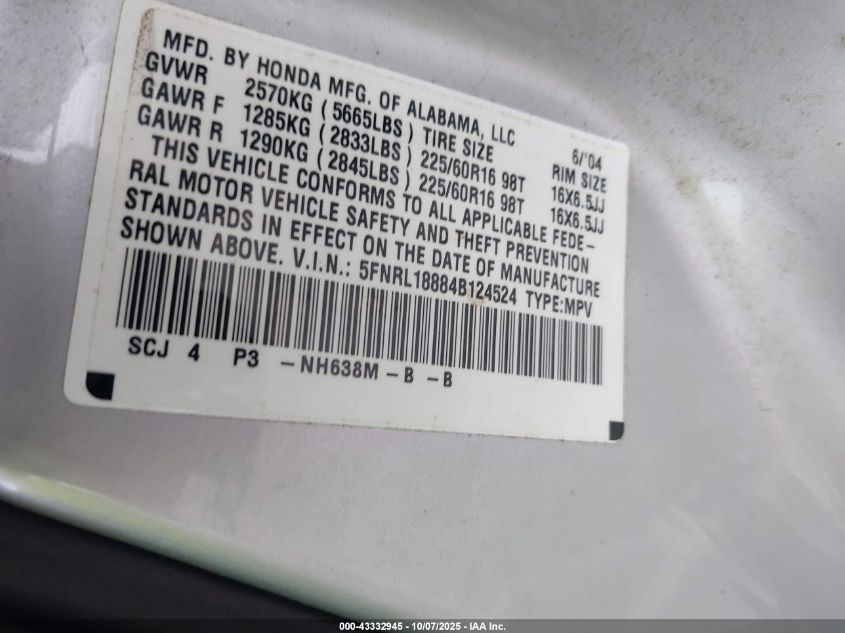 MFD. BY HONDA MFG. OF ALABAMA, LLC 6/'04
GVWR 2570KG ( 5665LBS ) TIRE SIZE RIM SIZE
GAWR F 1285KG ( 2833LBS ) 225/60R16 98T 16X6.5JJ
GAWR R 1290KG ( 2845LBS ) 225/60R16 98T 16X6.5JJ
THIS VEHICLE CONFORMS TO ALL APPLICABLE FEDE-
RAL MOTOR VEHICLE SAFETY AND THEFT PREVENTION
STANDARDS IN EFFECT ON THE DATE OF MANUFACTURE
SHOWN ABOVE. V.I.N.: 5FNRL18884B124524 TYPE:MPV
SCJ 4 P3 -NH638M-B -B
000-43332945 - 10/07/2025 - IAA Inc.